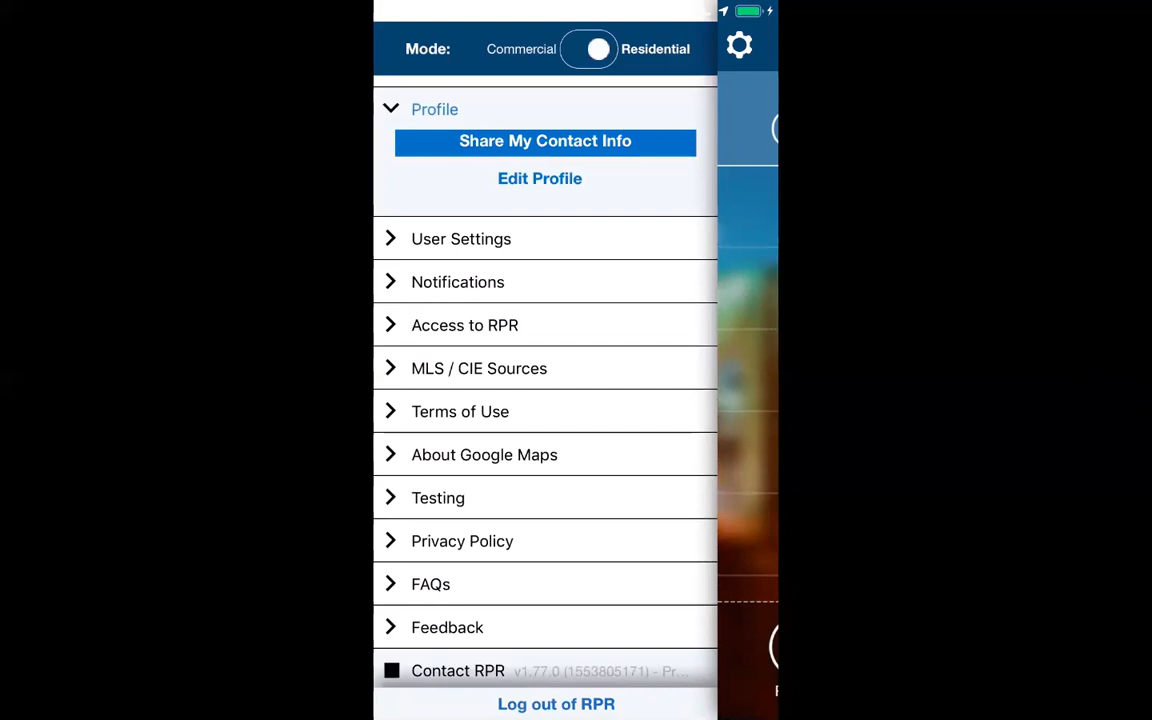 Mode: Commercial Residential
Profile
Share My Contact Info
Edit Profile
User Settings
Notifications
Access to RPR
MLS / CIE Sources
Terms of Use
About Google Maps
Testing
Privacy Policy
FAQs
Feedback
Contact RPR v1.77.0 (1553805171) - Pr...
Log out of RPR